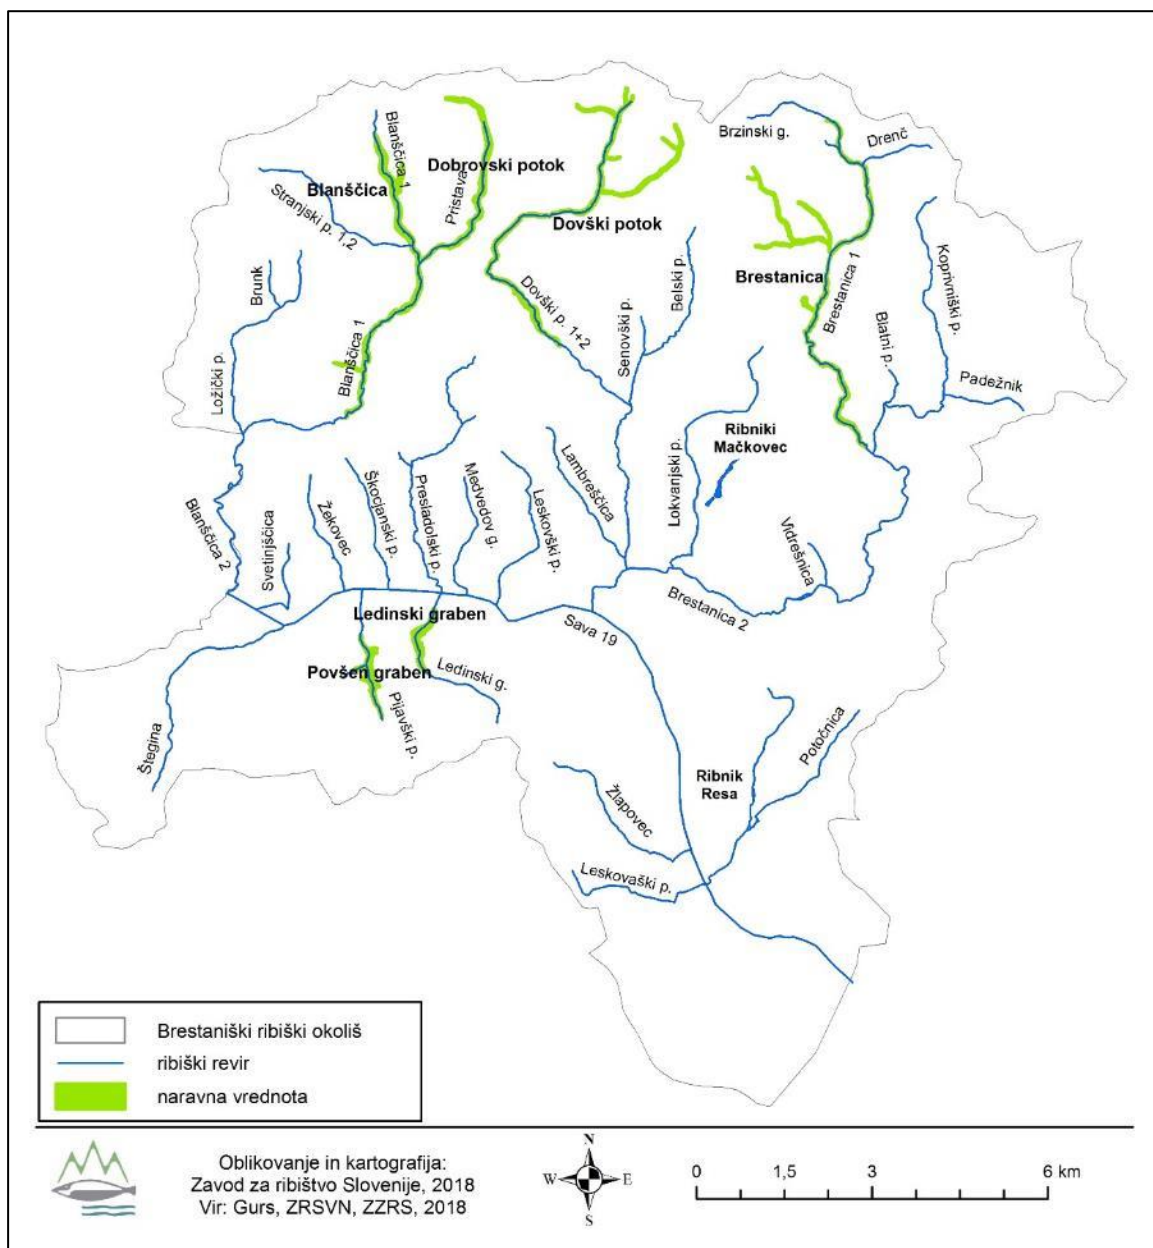 Brzinski g.
Drenč
Blanščica 1
Dobrovski potok
Blanščica
Pristava
Stranjski p. 1,2
Dovški potok
Brestanica
Brestanica 1
Koprivniški p.
Brunk
Belski p.
Dovški p. 1+2
Senovški p.
Blatni p.
Blanščica 1
Ložički p.
Padežnik
Ribniki
Mačkovec
Lambreščica
Lokvanjski p.
Medvedov g.
Leskovški p.
Presladolski p.
Škocjanski p.
Žekovec
Blanščica 2
Svetinjščica
Vidrešnica
Brestanica 2
Ledinski graben
Sava 19
Povšen graben
Ledinski g.
Pijavški p.
Štegina
Potočnica
Ribnik
Resa
Žlapovec
Leskovaški p.
Brestaniški ribiški okoliš
ribiški revir
naravna vrednota
Oblikovanje in kartografija:
Zavod za ribištvo Slovenije, 2018
Vir: Gurs, ZRSVN, ZZRS, 2018
N
W E
S
0 1,5 3 6 km